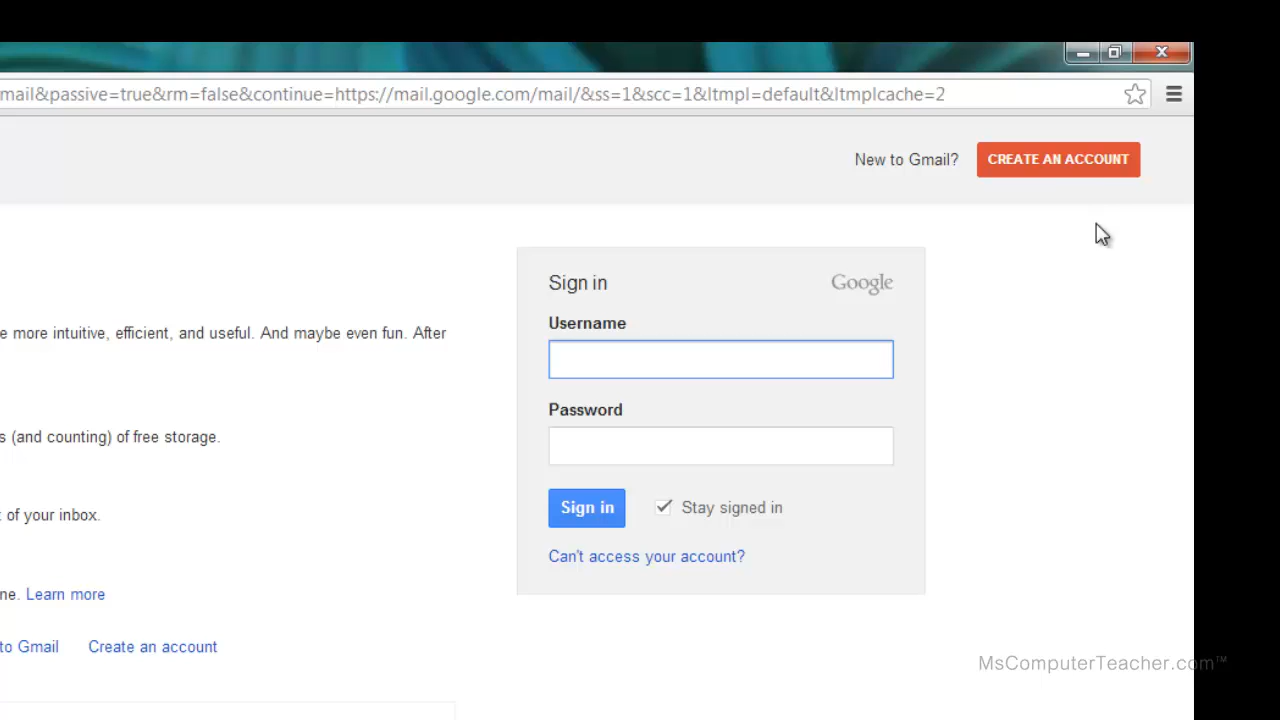 mail&passive=true&rm=false&continue=https://mail.google.com/mail/&ss=1&scc=1&ltmpl=default&ltmplcache=2
New to Gmail? CREATE AN ACCOUNT
Sign in Google
Username
e more intuitive, efficient, and useful. And maybe even fun. After
Password
s (and counting) of free storage.
Sign in Stay signed in
of your inbox.
Can't access your account?
ne. Learn more
to Gmail Create an account
MsComputerTeacher.com™